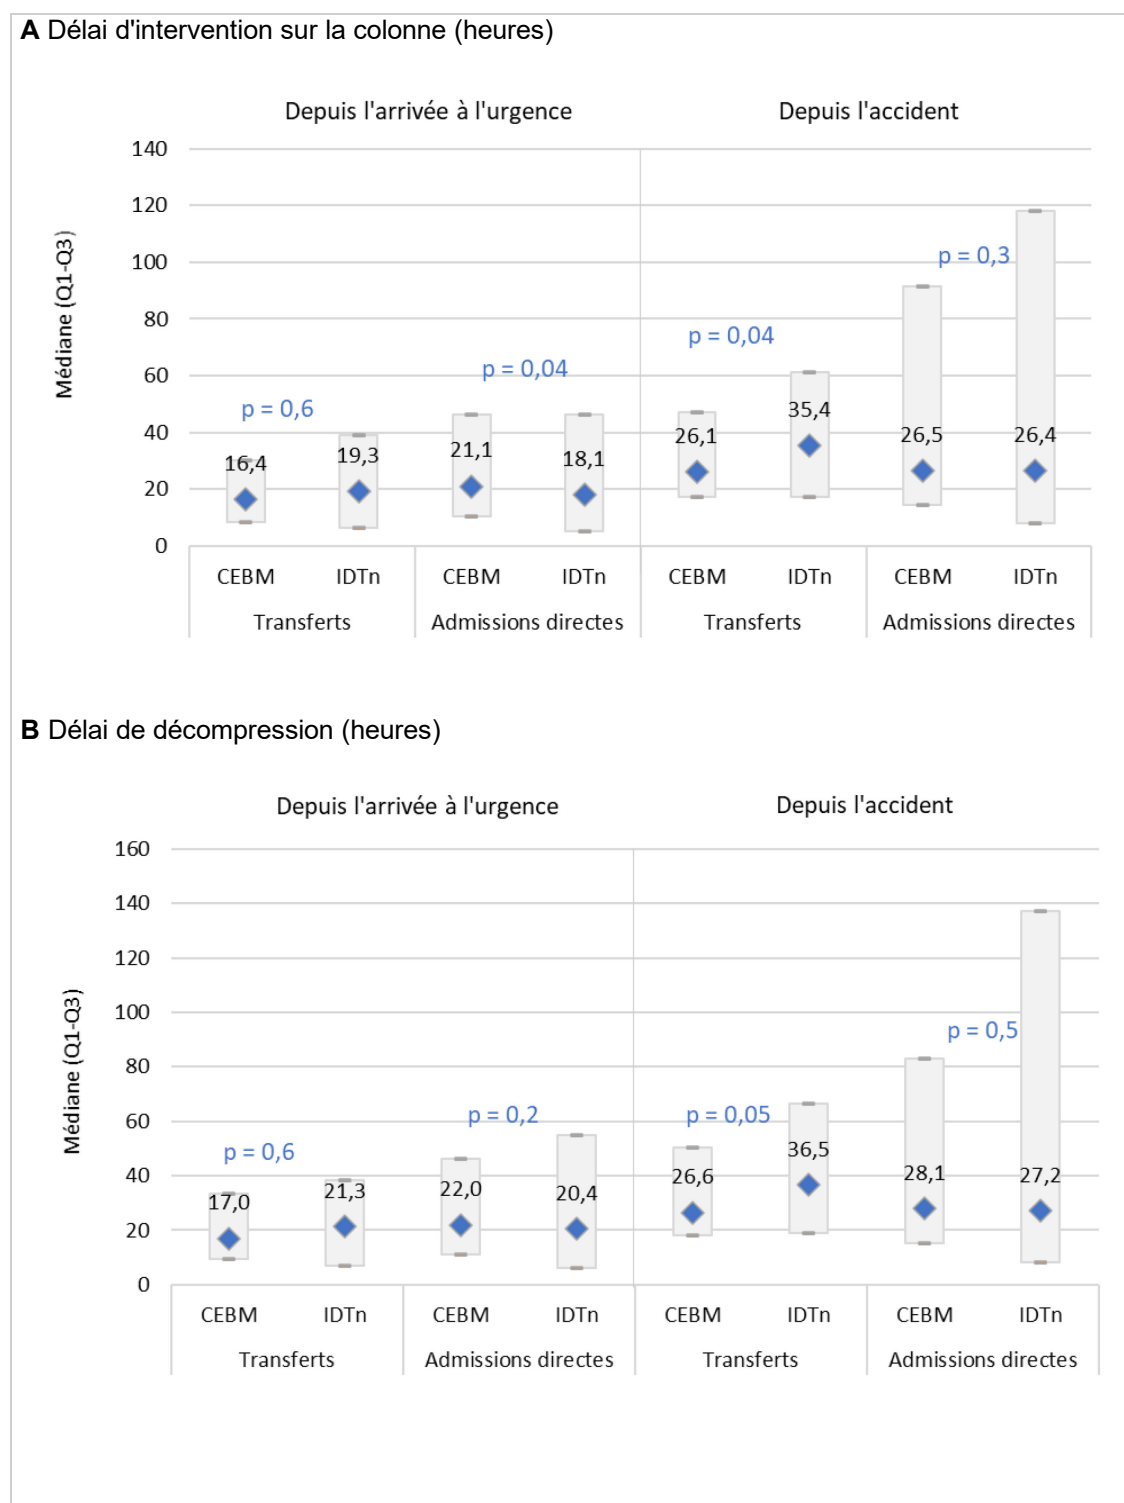 A Délai d'intervention sur la colonne (heures)
Depuis l'arrivée à l'urgence Depuis l'accident
Médiane (Q1-Q3)
140
120
100
80
60
40
20
0
p = 0,6
p = 0,04
p = 0,04
p = 0,3
16,4
19,3
21,1
18,1
26,1
35,4
26,5
26,4
CEBM IDTn CEBM IDTn CEBM IDTn CEBM IDTn
Transferts Admissions directes Transferts Admissions directes
B Délai de décompression (heures)
Depuis l'arrivée à l'urgence Depuis l'accident
Médiane (Q1-Q3)
160
140
120
100
80
60
40
20
0
p = 0,6
p = 0,2
p = 0,05
p = 0,5
17,0
21,3
22,0
20,4
26,6
36,5
28,1
27,2
CEBM IDTn CEBM IDTn CEBM IDTn CEBM IDTn
Transferts Admissions directes Transferts Admissions directes